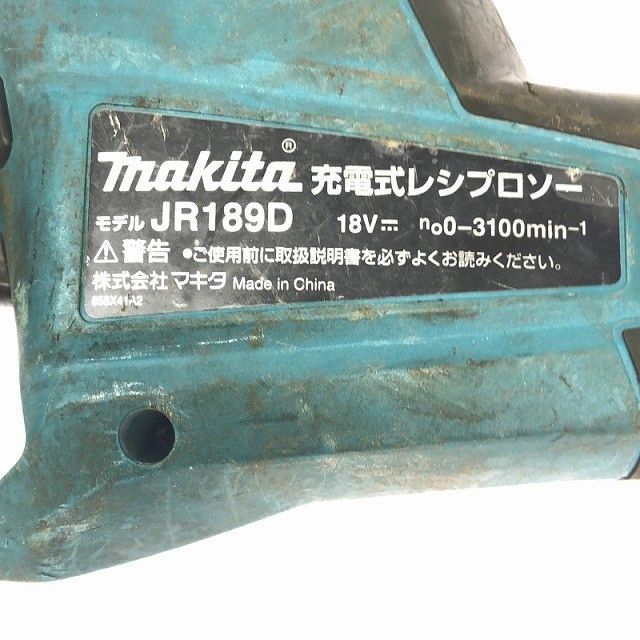 makita® 充電式レシプロソー
モデル JR189D 18V⎓ no0-3100min-1
⚠警告 ●ご使用前に取扱説明書を必ずよくお読みください。
株式会社マキタ Made in China